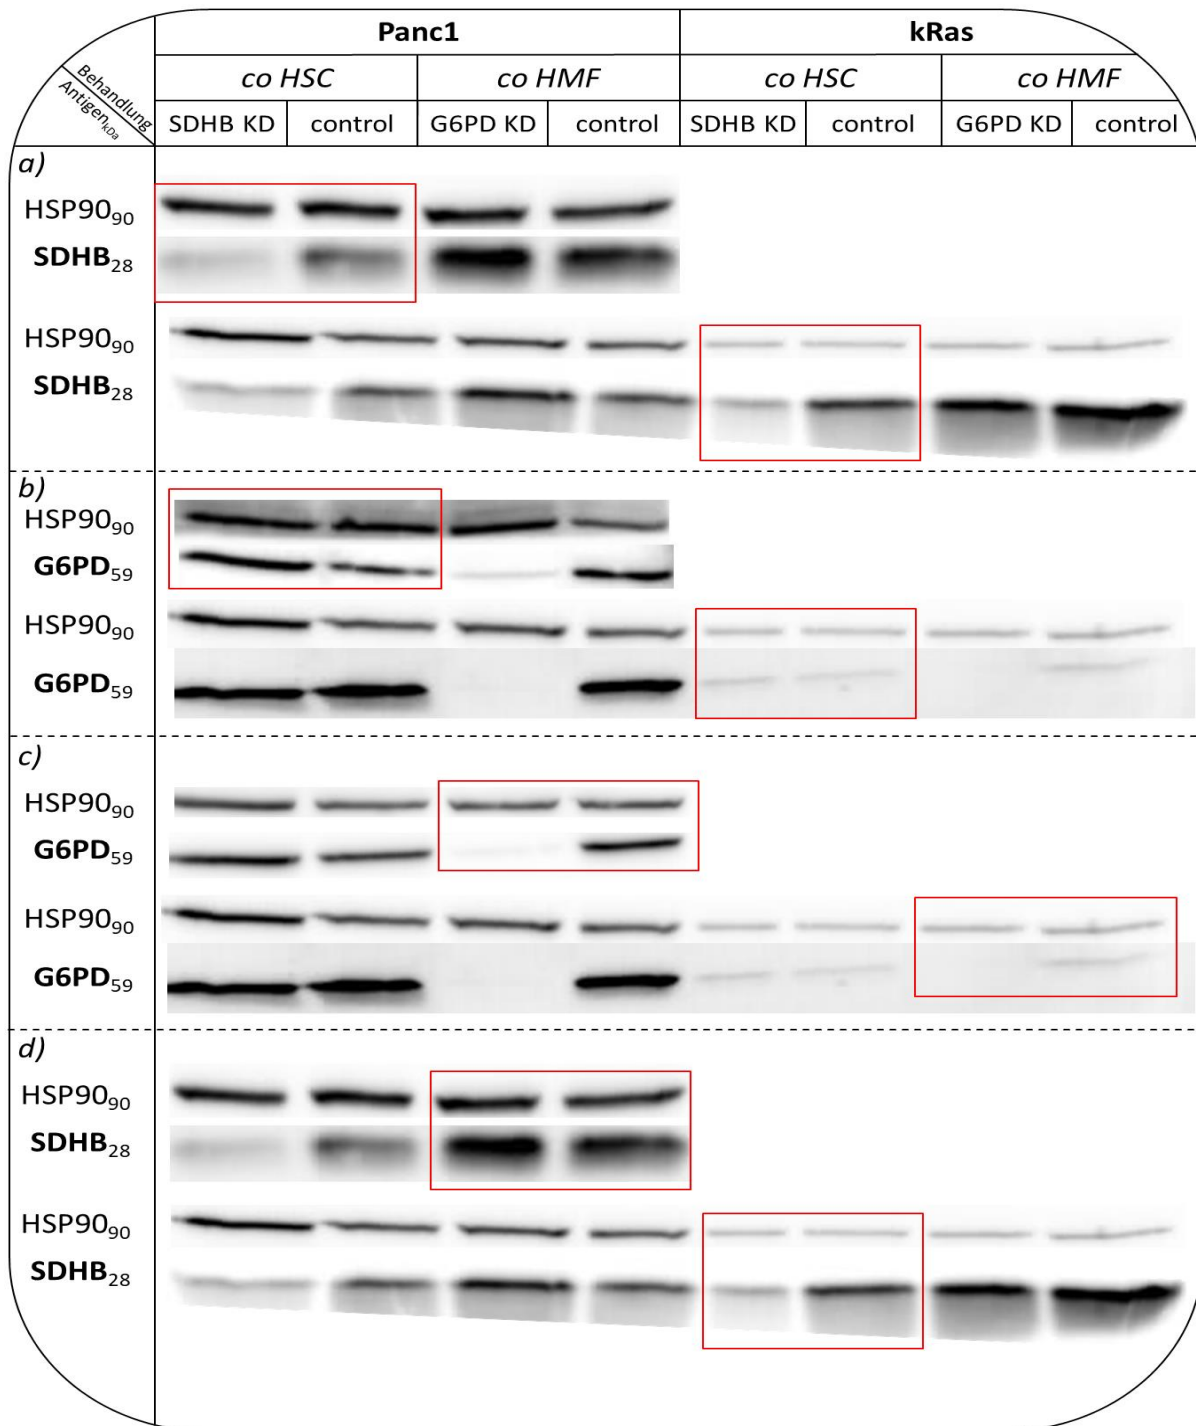 Panc1 kRas
Behandlung
Antigen kDa
co HSC co HMF co HSC co HMF
SDHB KD control G6PD KD control SDHB KD control G6PD KD control
a)
HSP90 90
SDHB 28
HSP90 90
SDHB 28
b)
HSP90 90
G6PD 59
HSP90 90
G6PD 59
c)
HSP90 90
G6PD 59
HSP90 90
G6PD 59
d)
HSP90 90
SDHB 28
HSP90 90
SDHB 28